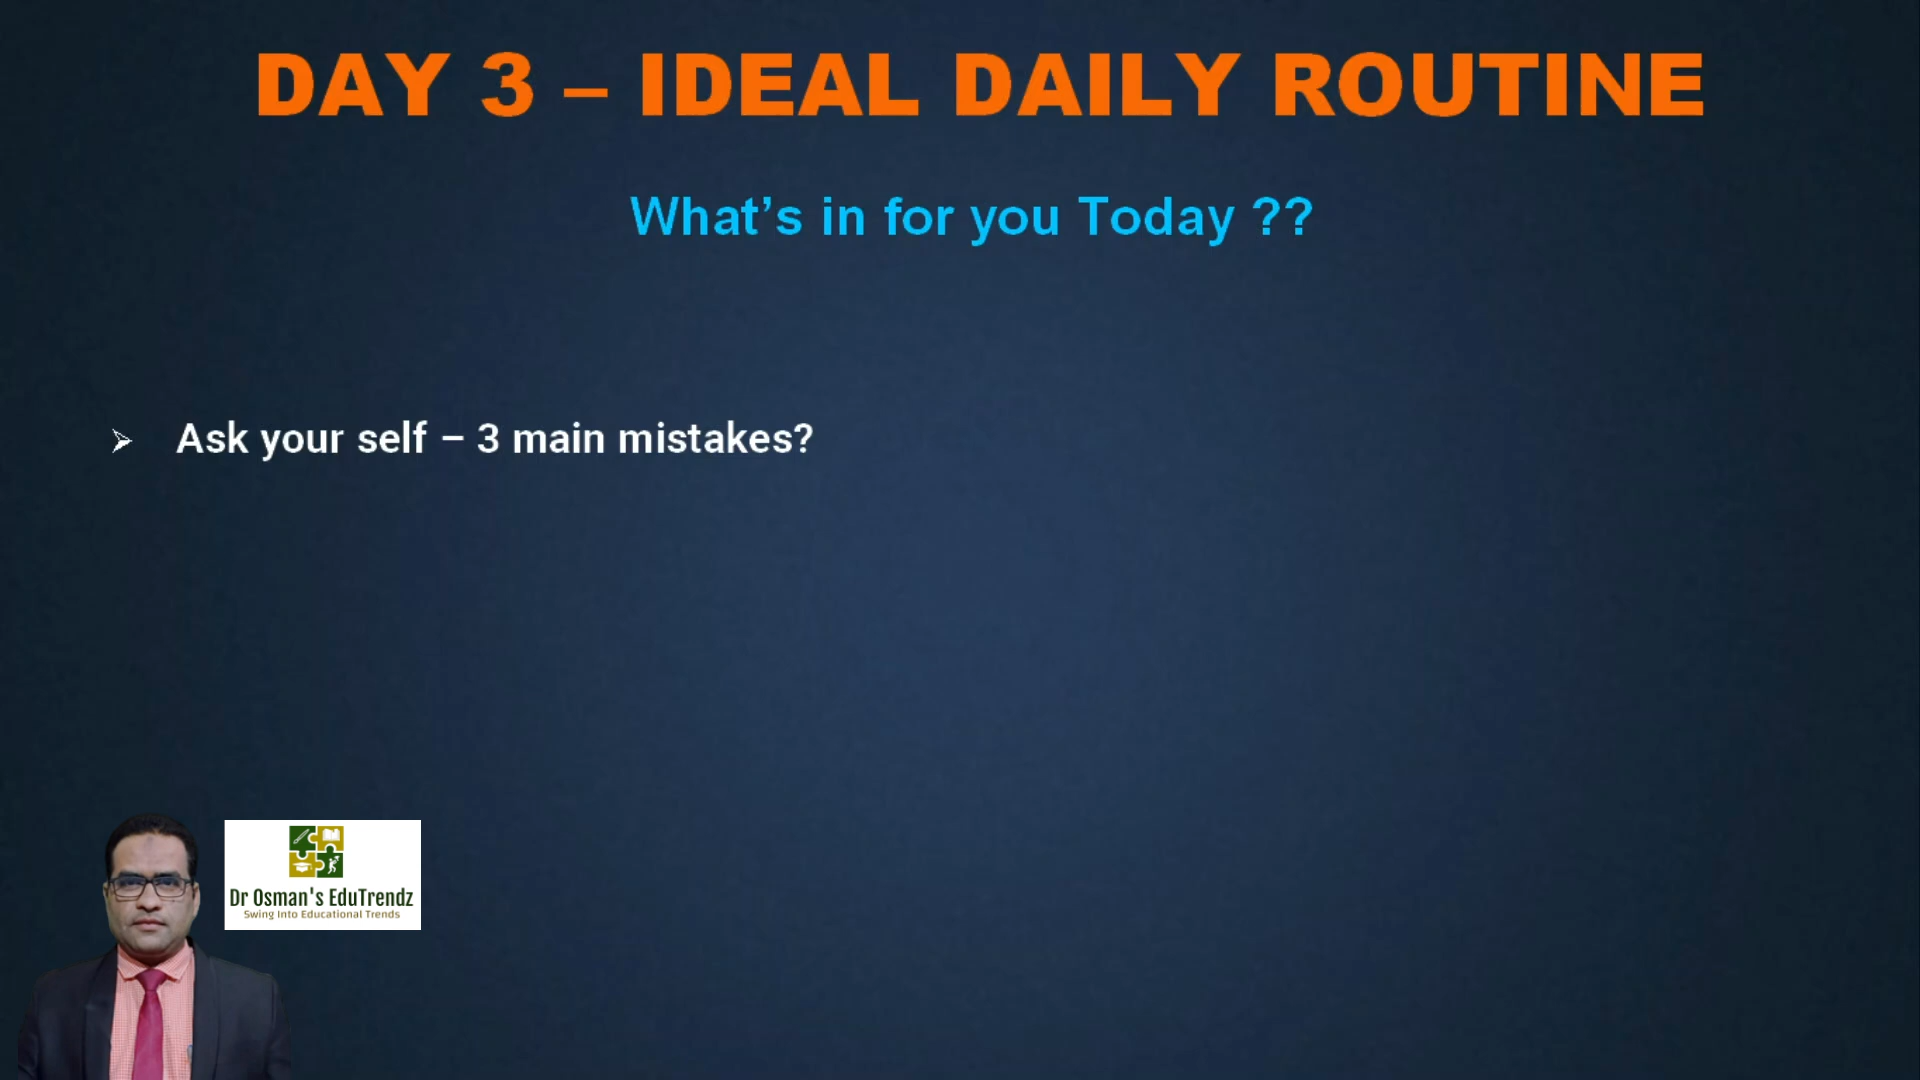 DAY 3 – IDEAL DAILY ROUTINE
What’s in for you Today ??
Ask your self – 3 main mistakes?
Dr Osman's EduTrendz
Swing Into Educational Trends